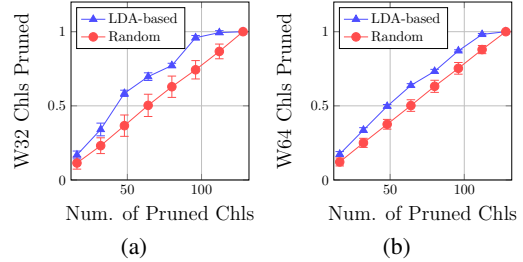 W32 Chls Pruned
1
0.5
0
LDA-based
Random
50
100
Num. of Pruned Chls
(a)
W64 Chls Pruned
1
0.5
0
LDA-based
Random
50
100
Num. of Pruned Chls
(b)